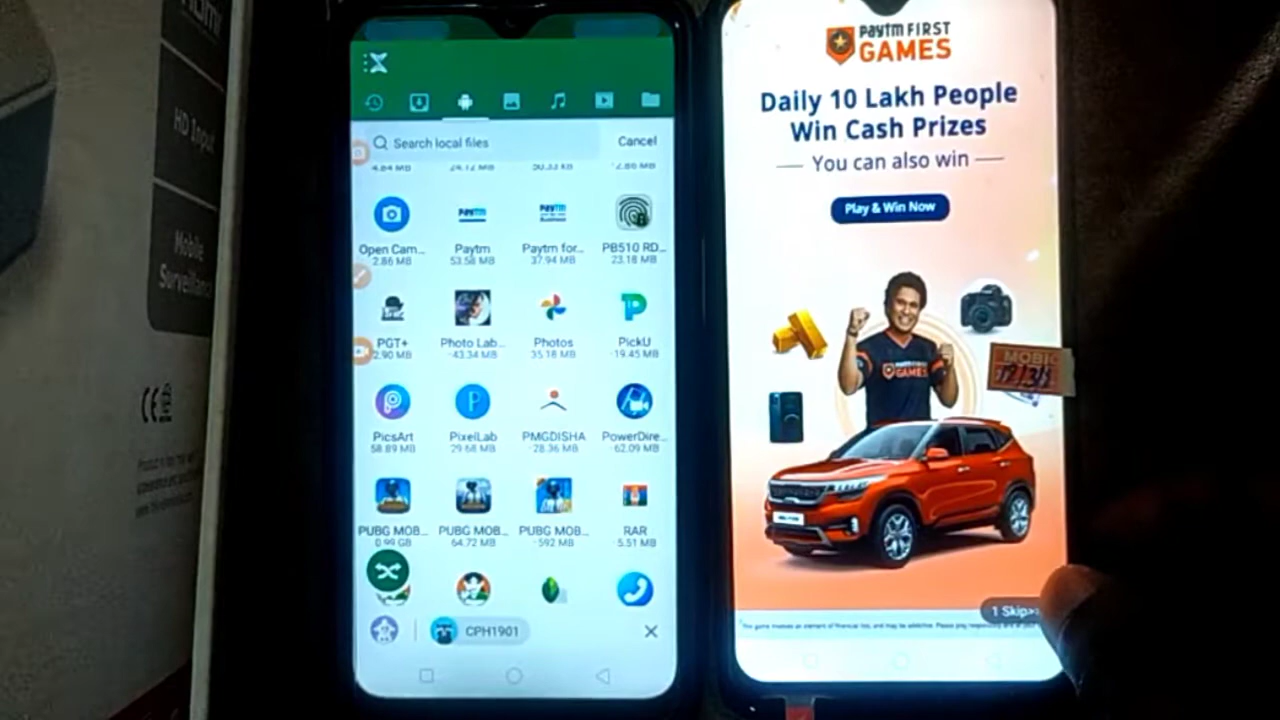 HD Input
Mobile
Surveillance
CE
Search local files
Cancel
4.84 MB
24.12 MB
50.33 KB
2.86 MB
Open Cam...
Paytm
Paytm for...
PB510 RD...
2.86 MB
53.58 MB
37.94 MB
23.18 MB
PGT+
Photo Lab...
Photos
PickU
2.90 MB
43.34 MB
35.18 MB
19.45 MB
PicsArt
PixelLab
PMGDISHA
PowerDire...
58.89 MB
29.68 MB
28.36 MB
62.09 MB
PUBG MOB...
PUBG MOB...
PUBG MOB...
RAR
0.99 GB
64.72 MB
592 MB
5.51 MB
CPH1901
Paytm FIRST
GAMES
Daily 10 Lakh People
Win Cash Prizes
You can also win
Play & Win Now
PAYTM FIRST
GAMES
MOBIC
1 Skip>>